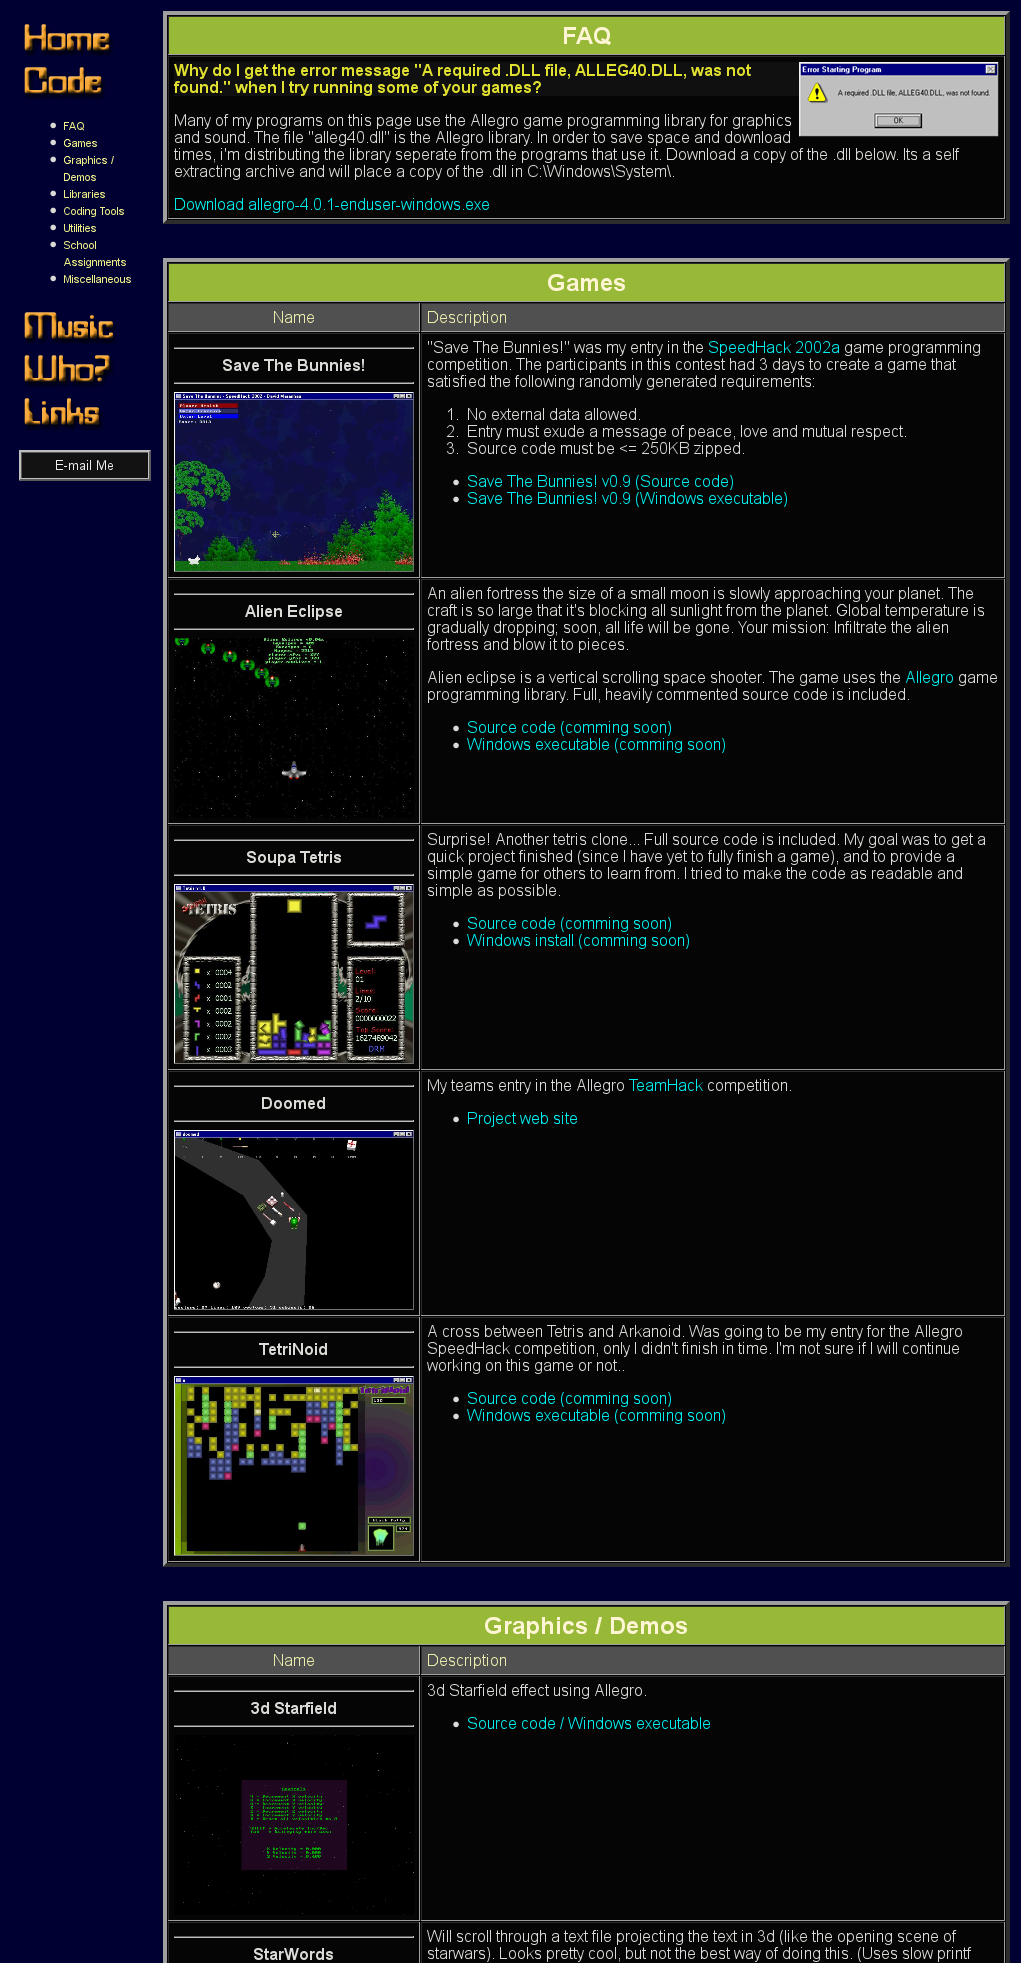 Home
Code
FAQ
Games
Graphics /
Demos
Libraries
Coding Tools
Utilities
School
Assignments
Miscellaneous
Music
Who?
Links
E-mail Me
FAQ
Why do I get the error message "A required .DLL file, ALLEG40.DLL, was not
found." when I try running some of your games?
Error Starting Program
A required .DLL file, ALLEG40.DLL, was not found.
OK
Many of my programs on this page use the Allegro game programming library for graphics
and sound. The file "alleg40.dll" is the Allegro library. In order to save space and download
times, i'm distributing the library seperate from the programs that use it. Download a copy of the .dll below. Its a self
extracting archive and will place a copy of the .dll in C:\Windows\System\.
Download allegro-4.0.1-enduser-windows.exe
Games
Name
Description
Save The Bunnies!
"Save The Bunnies!" was my entry in the SpeedHack 2002a game programming
competition. The participants in this contest had 3 days to create a game that
satisfied the following randomly generated requirements:
1. No external data allowed.
2. Entry must exude a message of peace, love and mutual respect.
3. Source code must be <= 250KB zipped.
Save The Bunnies! v0.9 (Source code)
Save The Bunnies! v0.9 (Windows executable)
Alien Eclipse
An alien fortress the size of a small moon is slowly approaching your planet. The
craft is so large that it's blocking all sunlight from the planet. Global temperature is
gradually dropping; soon, all life will be gone. Your mission: Infiltrate the alien
fortress and blow it to pieces.
Alien eclipse is a vertical scrolling space shooter. The game uses the Allegro game
programming library. Full, heavily commented source code is included.
Source code (comming soon)
Windows executable (comming soon)
Soupa Tetris
TETRIS
x 0004
x 0002
x 0001
x 0002
x 0002
x 0002
x 0003
Level:
01
Lines:
2/10
Score:
0000000022
Top Score:
1627489042
DRM
Surprise! Another tetris clone... Full source code is included. My goal was to get a
quick project finished (since I have yet to fully finish a game), and to provide a
simple game for others to learn from. I tried to make the code as readable and
simple as possible.
Source code (comming soon)
Windows install (comming soon)
Doomed
doomed
My teams entry in the Allegro TeamHack competition.
Project web site
TetriNoid
TetriNoid
A cross between Tetris and Arkanoid. Was going to be my entry for the Allegro
SpeedHack competition, only I didn't finish in time. I'm not sure if I will continue
working on this game or not..
Source code (comming soon)
Windows executable (comming soon)
Graphics / Demos
Name
Description
3d Starfield
3d Starfield effect using Allegro.
Source code / Windows executable
StarWords
Will scroll through a text file projecting the text in 3d (like the opening scene of
starwars). Looks pretty cool, but not the best way of doing this. (Uses slow printf